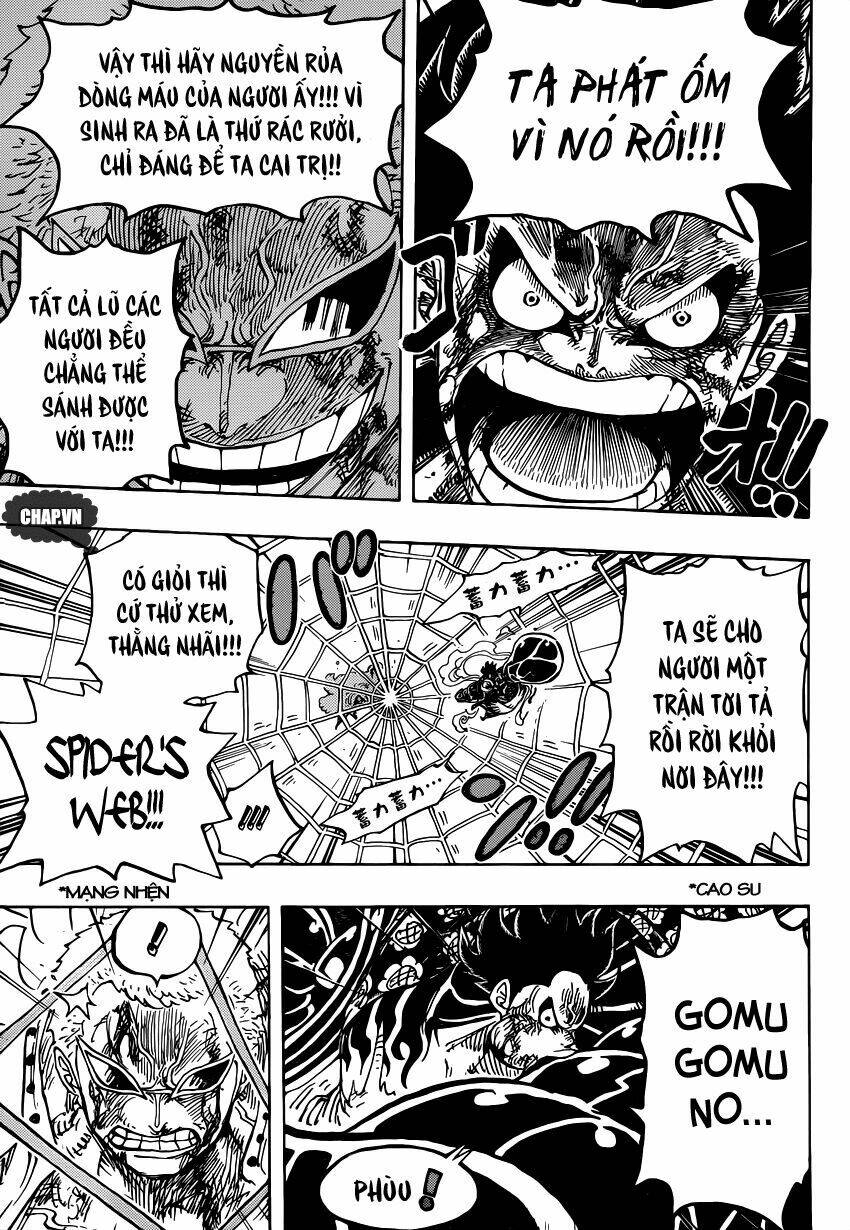 TA PHÁT ỐM
VÌ NÓ RỒI!!!
VẬY THÌ HÃY NGUYỀN RỦA
DÒNG MÁU CỦA NGƯƠI ẤY!!! VÌ
SINH RA ĐÃ LÀ THỨ RÁC RƯỞI,
CHỈ ĐÁNG ĐỂ TA CAI TRỊ!!
TẤT CẢ LŨ CÁC
NGƯƠI ĐỀU
CHẲNG THỂ
SÁNH ĐƯỢC
VỚI TA!!!
オ!!
CHAP.VN
TA SẼ CHO
NGƯƠI MỘT
TRẬN TƠI TẢ
RỒI RỜI KHỎI
NƠI ĐÂY!!!
蓄力蓄力…
CÓ GIỎI THÌ
CỨ THỬ XEM,
THẰNG NHÃI!!!
SPIDER'S
WEB!!!
!!!
蓄力蓄力…
*MẠNG NHỆN
*CAO SU
GOMU
GOMU
NO...
PHÙU!
!